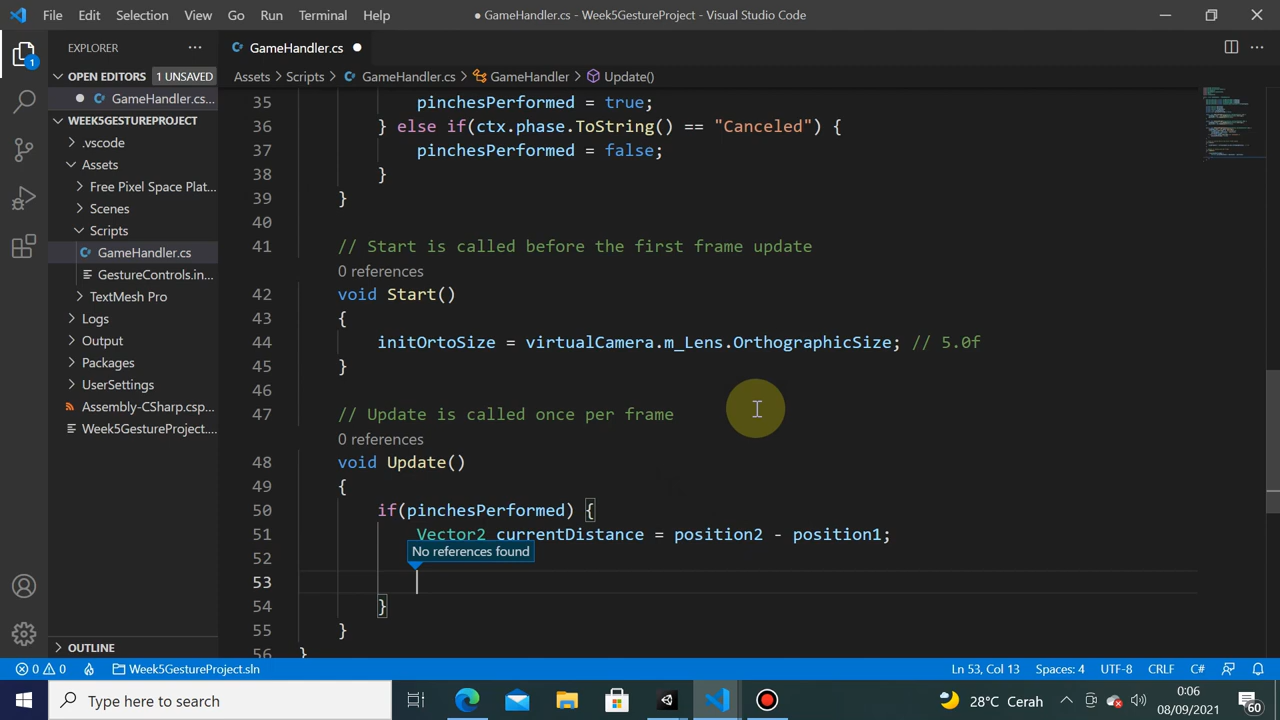 File Edit Selection View Go Run Terminal Help
● GameHandler.cs - Week5GestureProject - Visual Studio Code
EXPLORER
OPEN EDITORS 1 UNSAVED
GameHandler.cs...
WEEK5GESTUREPROJECT
.vscode
Assets
Free Pixel Space Plat...
Scenes
Scripts
GameHandler.cs
GestureControls.in...
TextMesh Pro
Logs
Output
Packages
UserSettings
Assembly-CSharp.csp...
Week5GestureProject....
OUTLINE
GameHandler.cs ●
Assets > Scripts > GameHandler.cs > GameHandler > Update()
35 pinchesPerformed = true;
36 } else if(ctx.phase.ToString() == "Canceled") {
37 pinchesPerformed = false;
38 }
39 }
40
41 // Start is called before the first frame update
0 references
42 void Start()
43 {
44 initOrtoSize = virtualCamera.m_Lens.OrthographicSize; // 5.0f
45 }
46
47 // Update is called once per frame
0 references
48 void Update()
49 {
50 if(pinchesPerformed) {
51 Vector2 currentDistance = position2 - position1;
No references found
52
53
54 }
55 }
56 }
1
0 0 Week5GestureProject.sln
Ln 53, Col 13 Spaces: 4 UTF-8 CRLF C#
Type here to search
28°C Cerah
0:06
08/09/2021
60